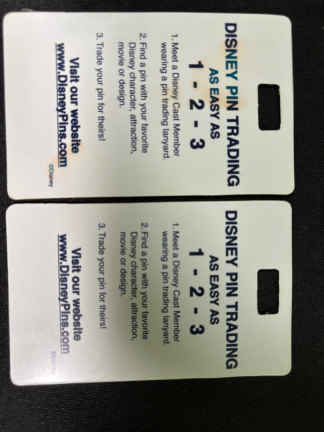 DISNEY PIN TRADING
AS EASY AS
1 - 2 - 3
1. Meet a Disney Cast Member
wearing a pin trading lanyard.
2. Find a pin with your favorite
Disney character, attraction,
movie or design.
3. Trade your pin for theirs!
Visit our website
www.DisneyPins.com
©Disney
DISNEY PIN TRADING
AS EASY AS
1 - 2 - 3
1. Meet a Disney Cast Member
wearing a pin trading lanyard.
2. Find a pin with your favorite
Disney character, attraction,
movie or design.
3. Trade your pin for theirs!
Visit our website
www.DisneyPins.com